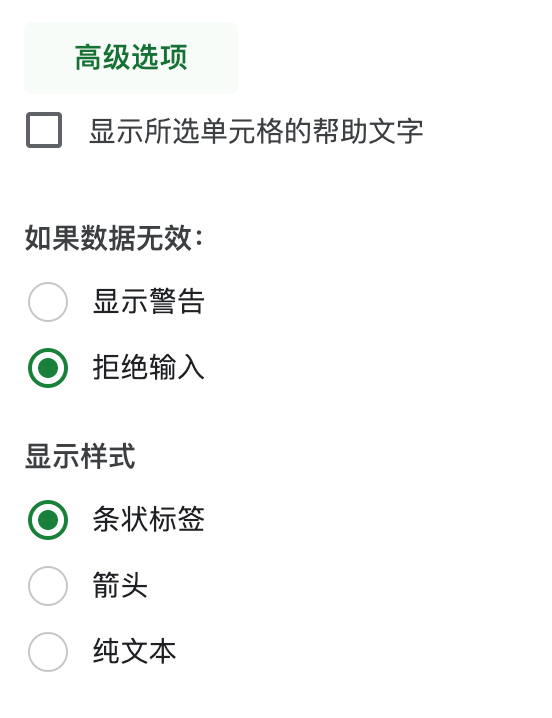 高级选项
显示所选单元格的帮助文字
如果数据无效：
显示警告
拒绝输入
显示样式
条状标签
箭头
纯文本